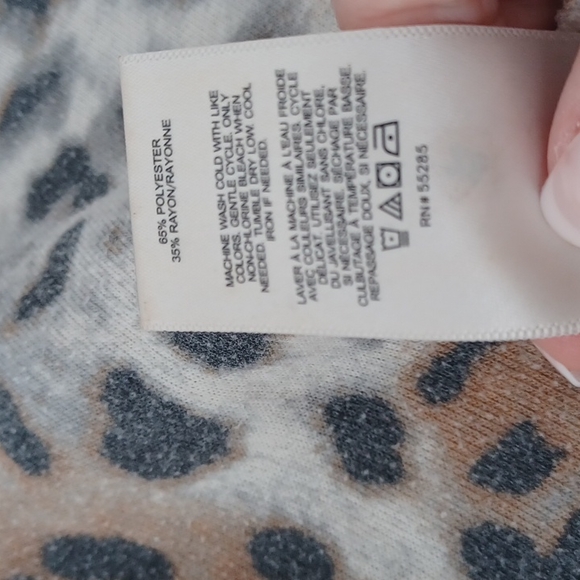 65% POLYESTER
35% RAYON/RAYONNE
MACHINE WASH COLD WITH LIKE
COLORS. GENTLE CYCLE. ONLY
NON-CHLORINE BLEACH WHEN
NEEDED. TUMBLE DRY LOW. COOL
IRON IF NEEDED.
LAVER À LA MACHINE À L'EAU FROIDE
AVEC COULEURS SIMILAIRES. CYCLE
DÉLICAT. UTILISEZ SEULEMENT
DU JAVELLISANT SANS CHLORE,
SI NÉCESSAIRE. SÉCHAGE PAR
CULBUTAGE À TEMPÉRATURE BASSE.
REPASSAGE DOUX, SI NÉCESSAIRE.
RN# 55285